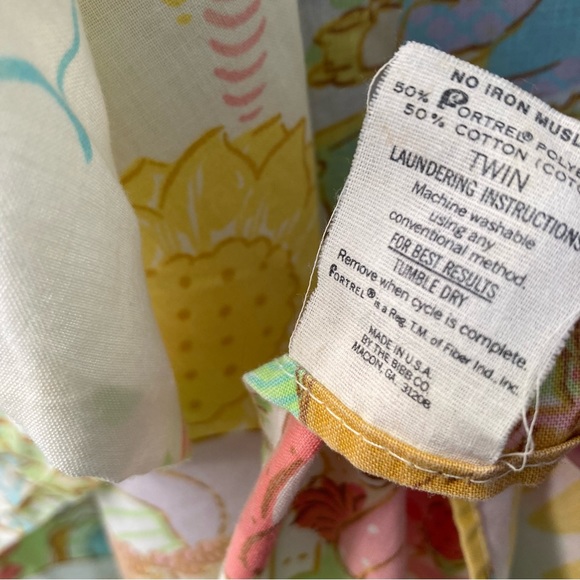 NO IRON MUSL
50% PORTREL® POLYE
50% COTTON (COT
TWIN
LAUNDERING INSTRUCTIONS
Machine washable
using any
conventional method.
FOR BEST RESULTS
TUMBLE DRY
Remove when cycle is complete.
PORTREL® is a Reg. T.M. of Fiber Ind., Inc.
MADE IN U.S.A.
BY THE BIBB CO.
MACON, GA. 31208